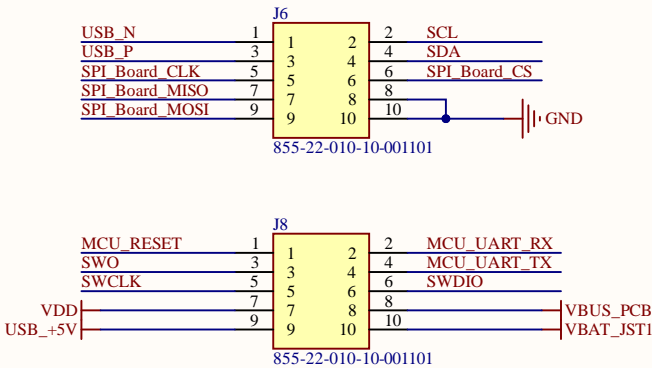 J6
USB_N 1 1 2 2 SCL
USB_P 3 3 4 4 SDA
SPI_Board_CLK 5 5 6 6 SPI_Board_CS
SPI_Board_MISO 7 7 8 8
SPI_Board_MOSI 9 9 10 10 GND
855-22-010-10-001101
J8
MCU_RESET 1 1 2 2 MCU_UART_RX
SWO 3 3 4 4 MCU_UART_TX
SWCLK 5 5 6 6 SWDIO
VDD 7 7 8 8 VBUS_PCB
USB_+5V 9 9 10 10 VBAT_JST1
855-22-010-10-001101